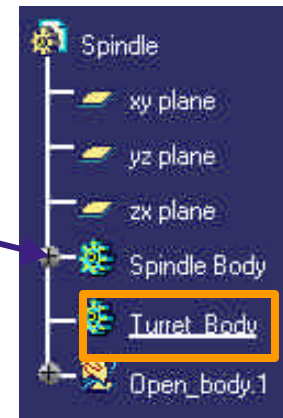 Spindle
xy plane
yz plane
zx plane
Spindle Body
Turret_Body
Open_body.1